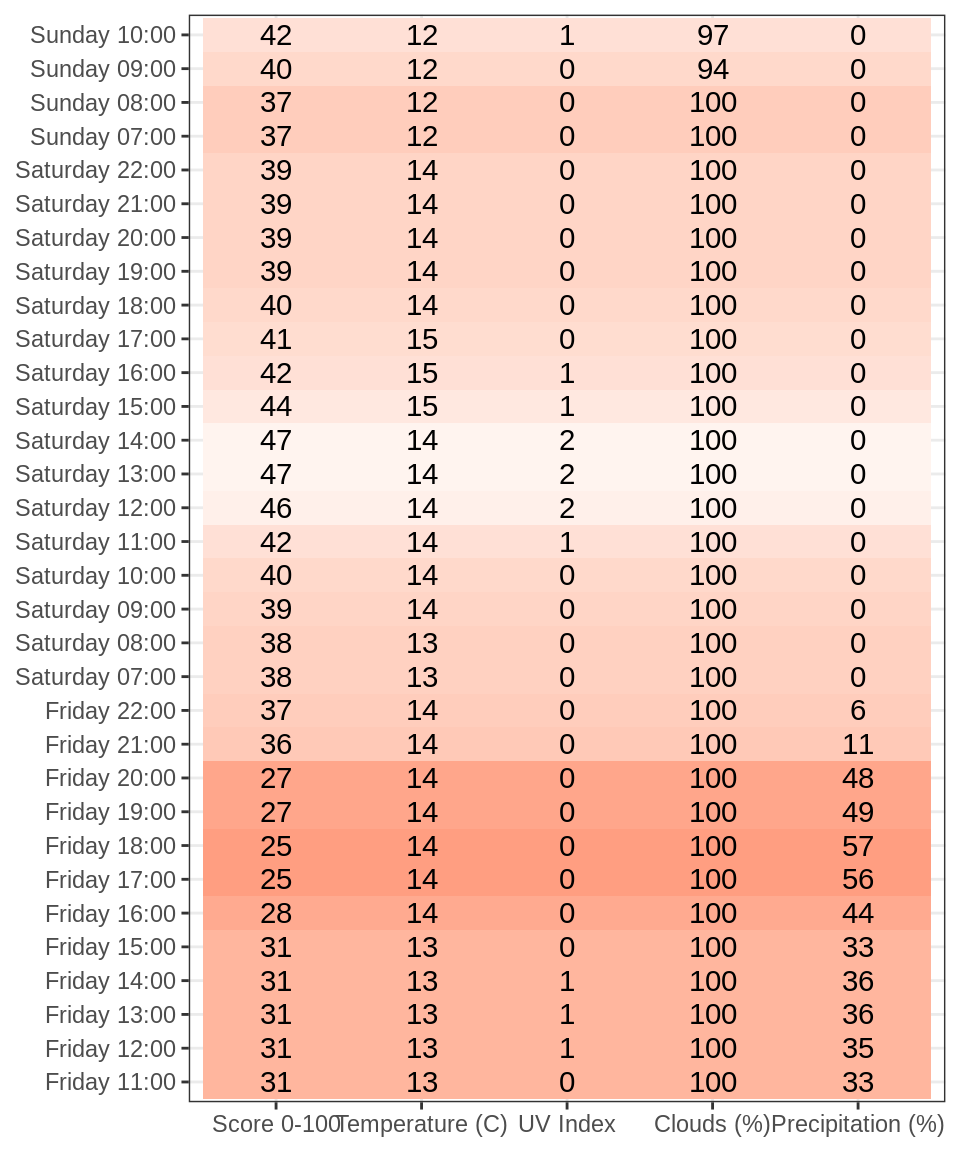 Sunday 10:00 42 12 1 97 0
Sunday 09:00 40 12 0 94 0
Sunday 08:00 37 12 0 100 0
Sunday 07:00 37 12 0 100 0
Saturday 22:00 39 14 0 100 0
Saturday 21:00 39 14 0 100 0
Saturday 20:00 39 14 0 100 0
Saturday 19:00 39 14 0 100 0
Saturday 18:00 40 14 0 100 0
Saturday 17:00 41 15 0 100 0
Saturday 16:00 42 15 1 100 0
Saturday 15:00 44 15 1 100 0
Saturday 14:00 47 14 2 100 0
Saturday 13:00 47 14 2 100 0
Saturday 12:00 46 14 2 100 0
Saturday 11:00 42 14 1 100 0
Saturday 10:00 40 14 0 100 0
Saturday 09:00 39 14 0 100 0
Saturday 08:00 38 13 0 100 0
Saturday 07:00 38 13 0 100 0
Friday 22:00 37 14 0 100 6
Friday 21:00 36 14 0 100 11
Friday 20:00 27 14 0 100 48
Friday 19:00 27 14 0 100 49
Friday 18:00 25 14 0 100 57
Friday 17:00 25 14 0 100 56
Friday 16:00 28 14 0 100 44
Friday 15:00 31 13 0 100 33
Friday 14:00 31 13 1 100 36
Friday 13:00 31 13 1 100 36
Friday 12:00 31 13 1 100 35
Friday 11:00 31 13 0 100 33
Score 0-100 Temperature (C) UV Index Clouds (%) Precipitation (%)